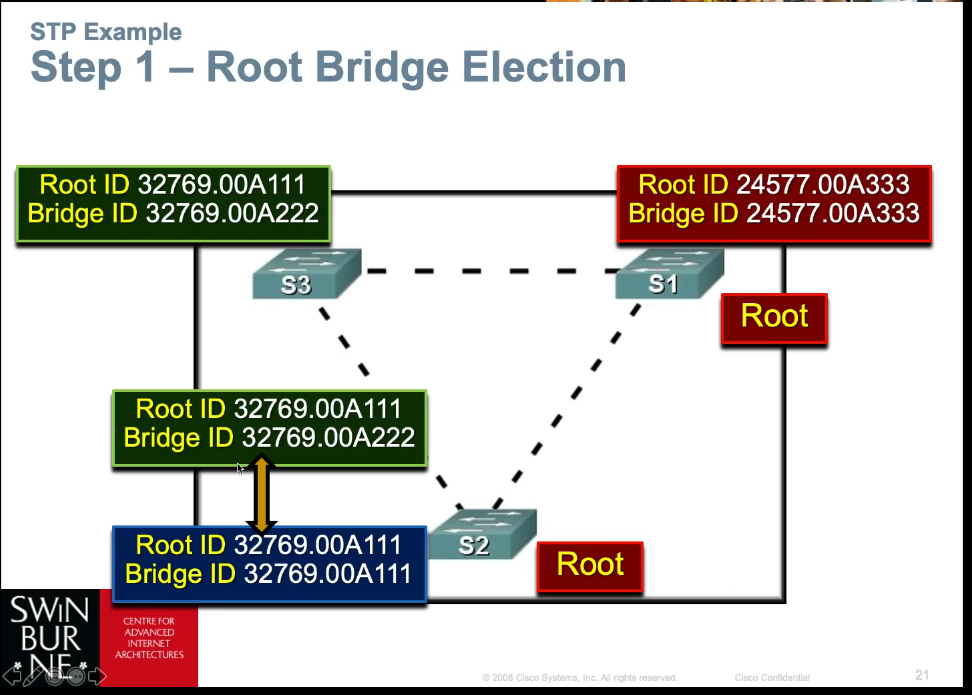 STP Example
Step 1 – Root Bridge Election
Root ID 32769.00A111
Bridge ID 32769.00A222
Root ID 24577.00A333
Bridge ID 24577.00A333
S3
S1
Root
Root ID 32769.00A111
Bridge ID 32769.00A222
Root ID 32769.00A111
Bridge ID 32769.00A111
S2
Root
SWIN
BUR
* NE *
CENTRE FOR
ADVANCED
INTERNET
ARCHITECTURES
© 2008 Cisco Systems, Inc. All rights reserved.
Cisco Confidential
21